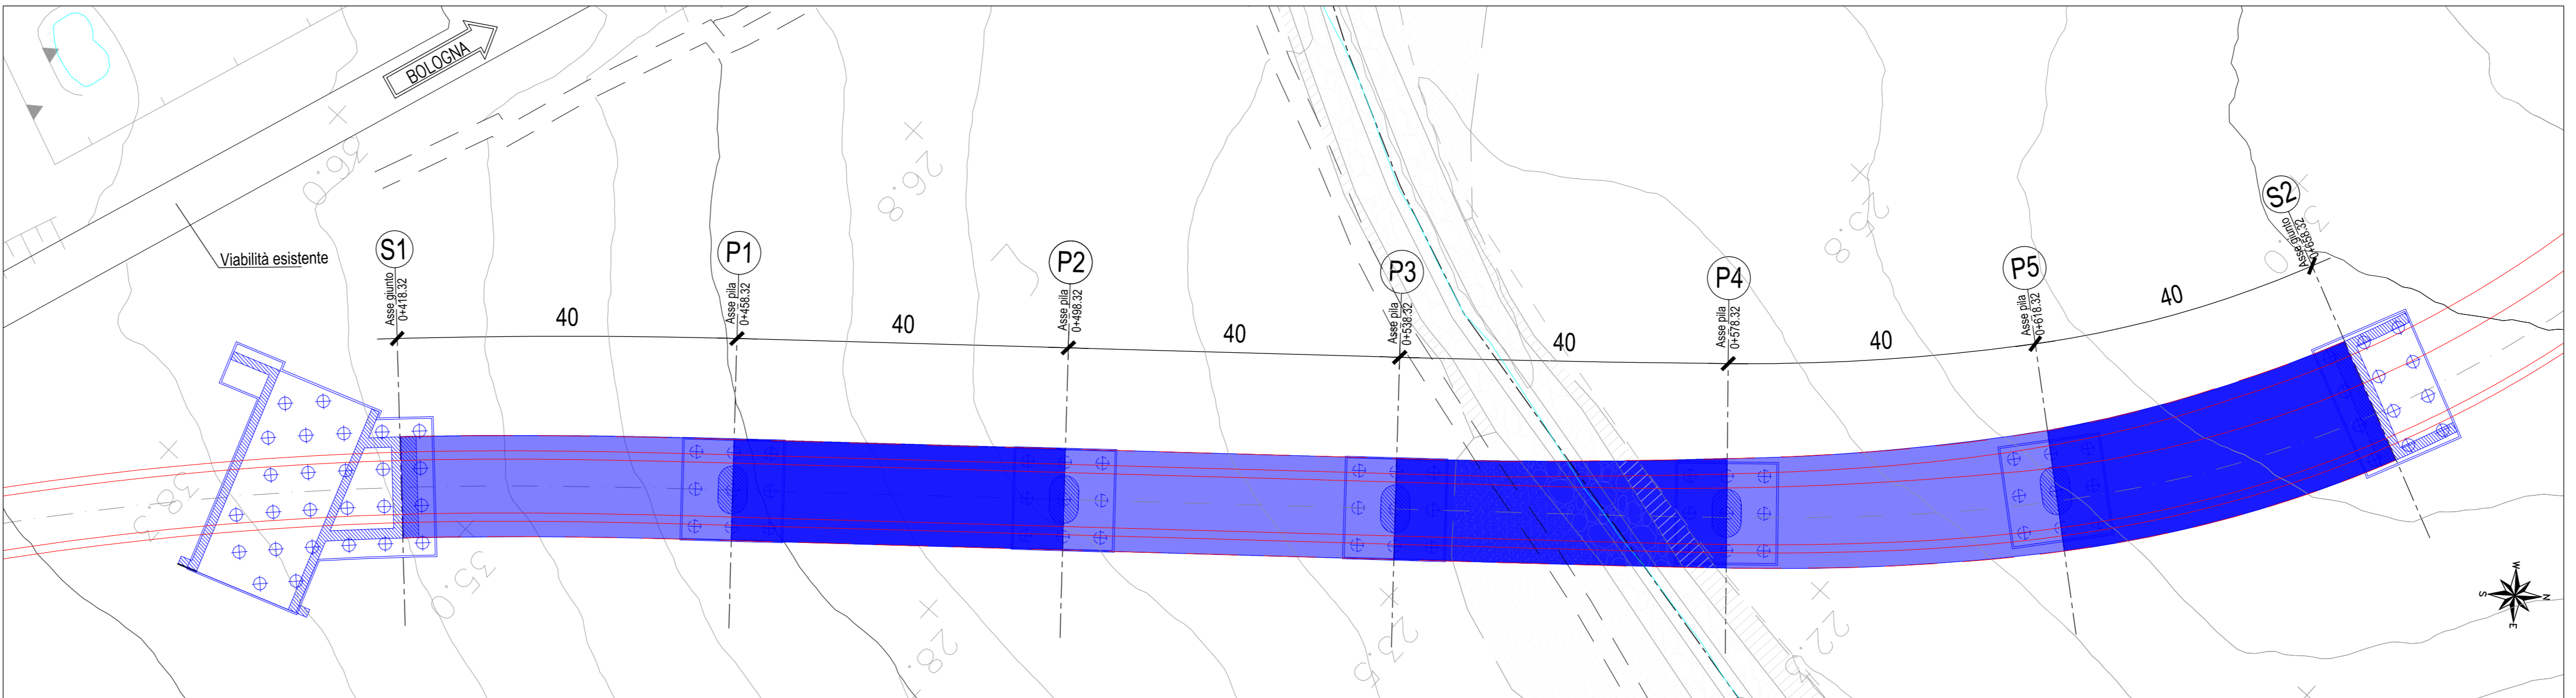 BOLOGNA
Viabilità esistente
36.0
26.8
25.8
S1
Asse giunto
0+418.32
P1
Asse pila
0+458.32
P2
Asse pila
0+498.32
P3
Asse pila
0+538.32
P4
Asse pila
0+578.32
P5
Asse pila
0+618.32
S2
Asse giunto
0+658.32
40
40
40
40
40
40
38.3
35.0
W
S
N
E